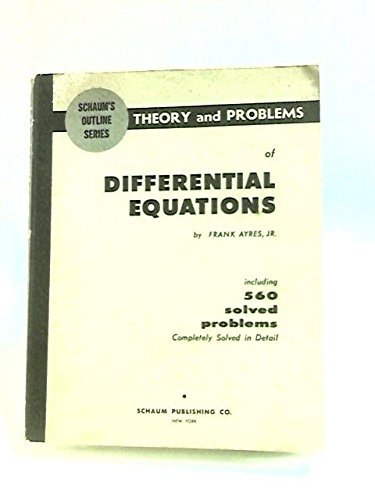 SCHAUM'S
OUTLINE
SERIES
THEORY and PROBLEMS
of
DIFFERENTIAL
EQUATIONS
by FRANK AYRES, JR.
including
560
solved
problems
Completely Solved in Detail
SCHAUM PUBLISHING CO.
NEW YORK